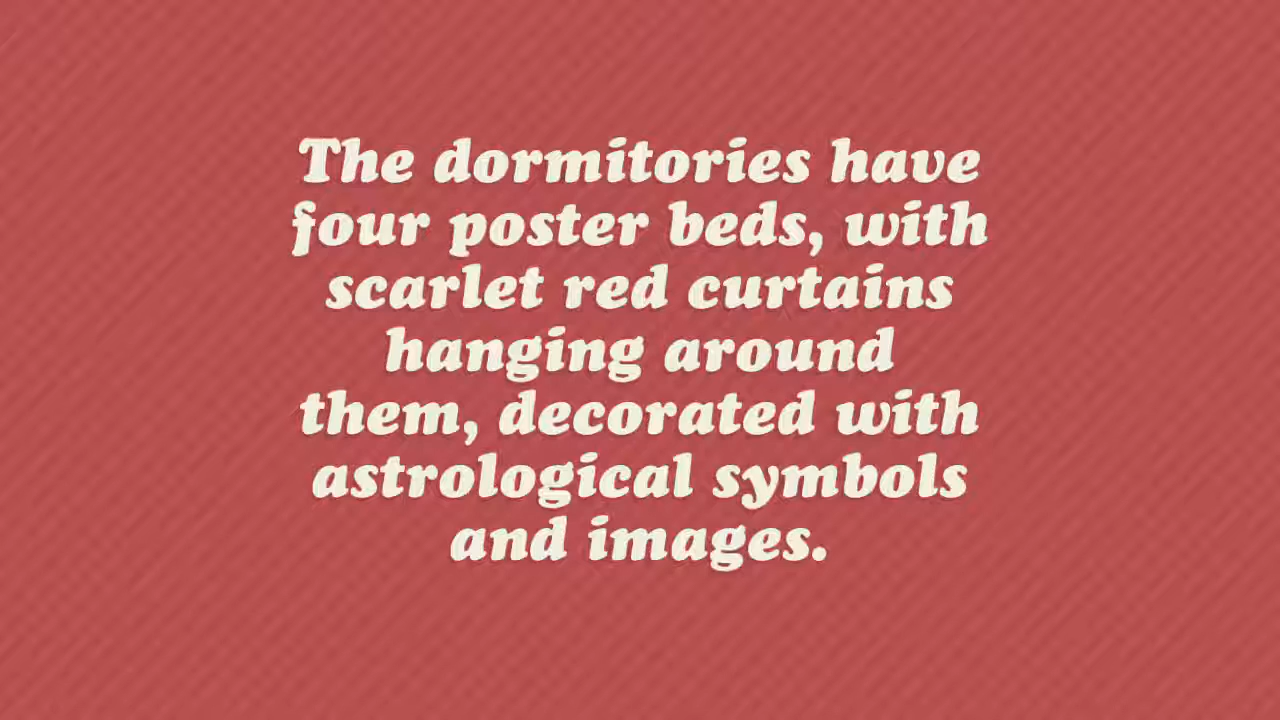 The dormitories have
four poster beds, with
scarlet red curtains
hanging around
them, decorated with
astrological symbols
and images.